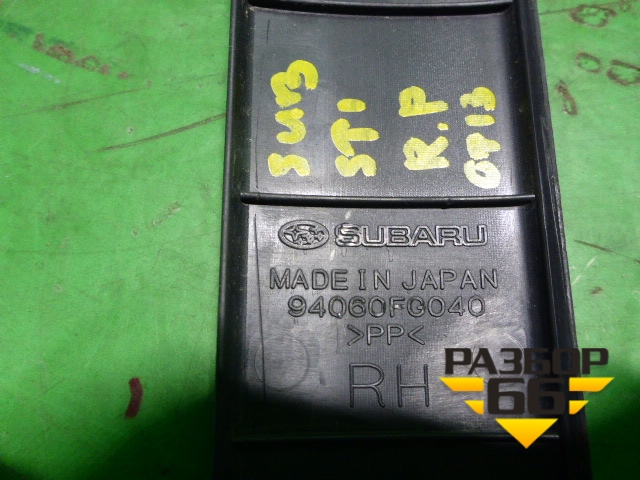 STI
R.P
SUBARU
MADE IN JAPAN
94060FG040
>PP<
RH
РАЗБОР
66